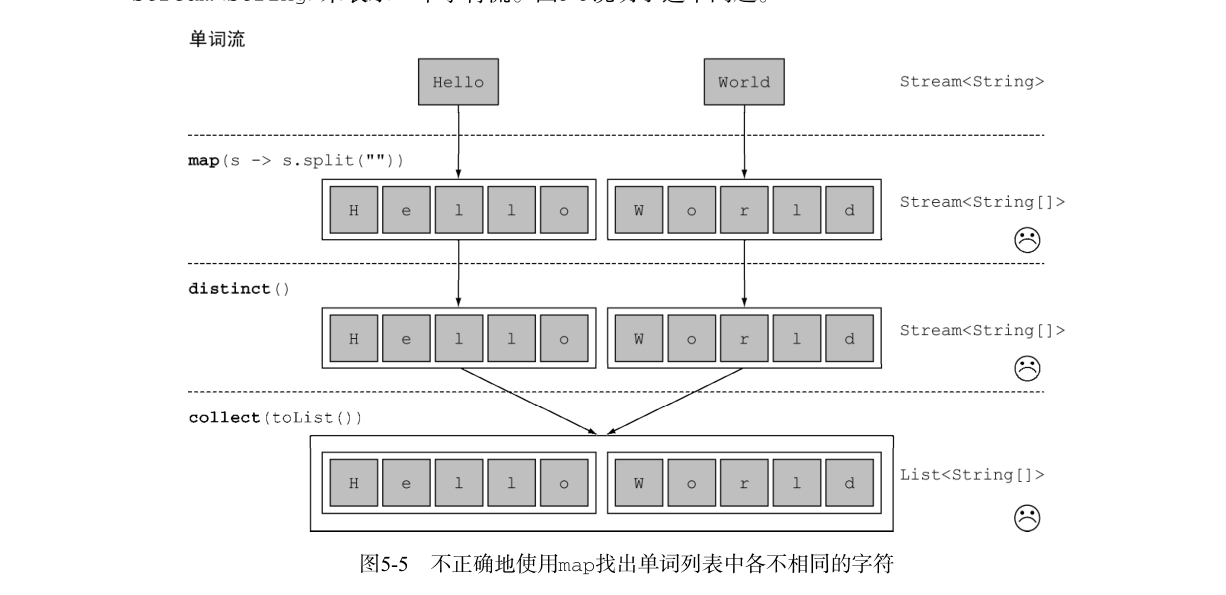 单词流
Hello World Stream<String>
map(s -> s.split(""))
H e l l o W o r l d Stream<String[]>
distinct()
H e l l o W o r l d Stream<String[]>
collect(toList())
H e l l o W o r l d List<String[]>
图5-5 不正确地使用map找出单词列表中各不相同的字符